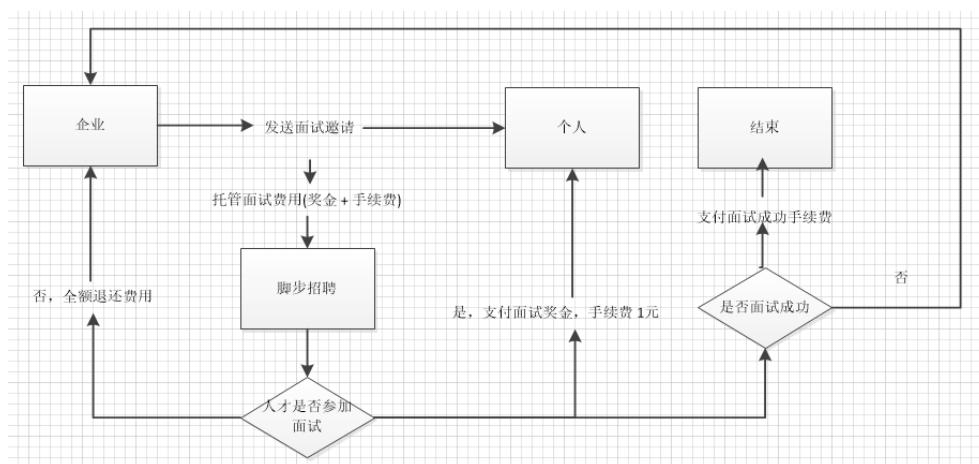 企业
发送面试邀请
个人
结束
托管面试费用(奖金 + 手续费)
支付面试成功手续费
脚步招聘
否，全额退还费用
是，支付面试奖金，手续费 1元
是否面试成功
否
人才是否参加
面试